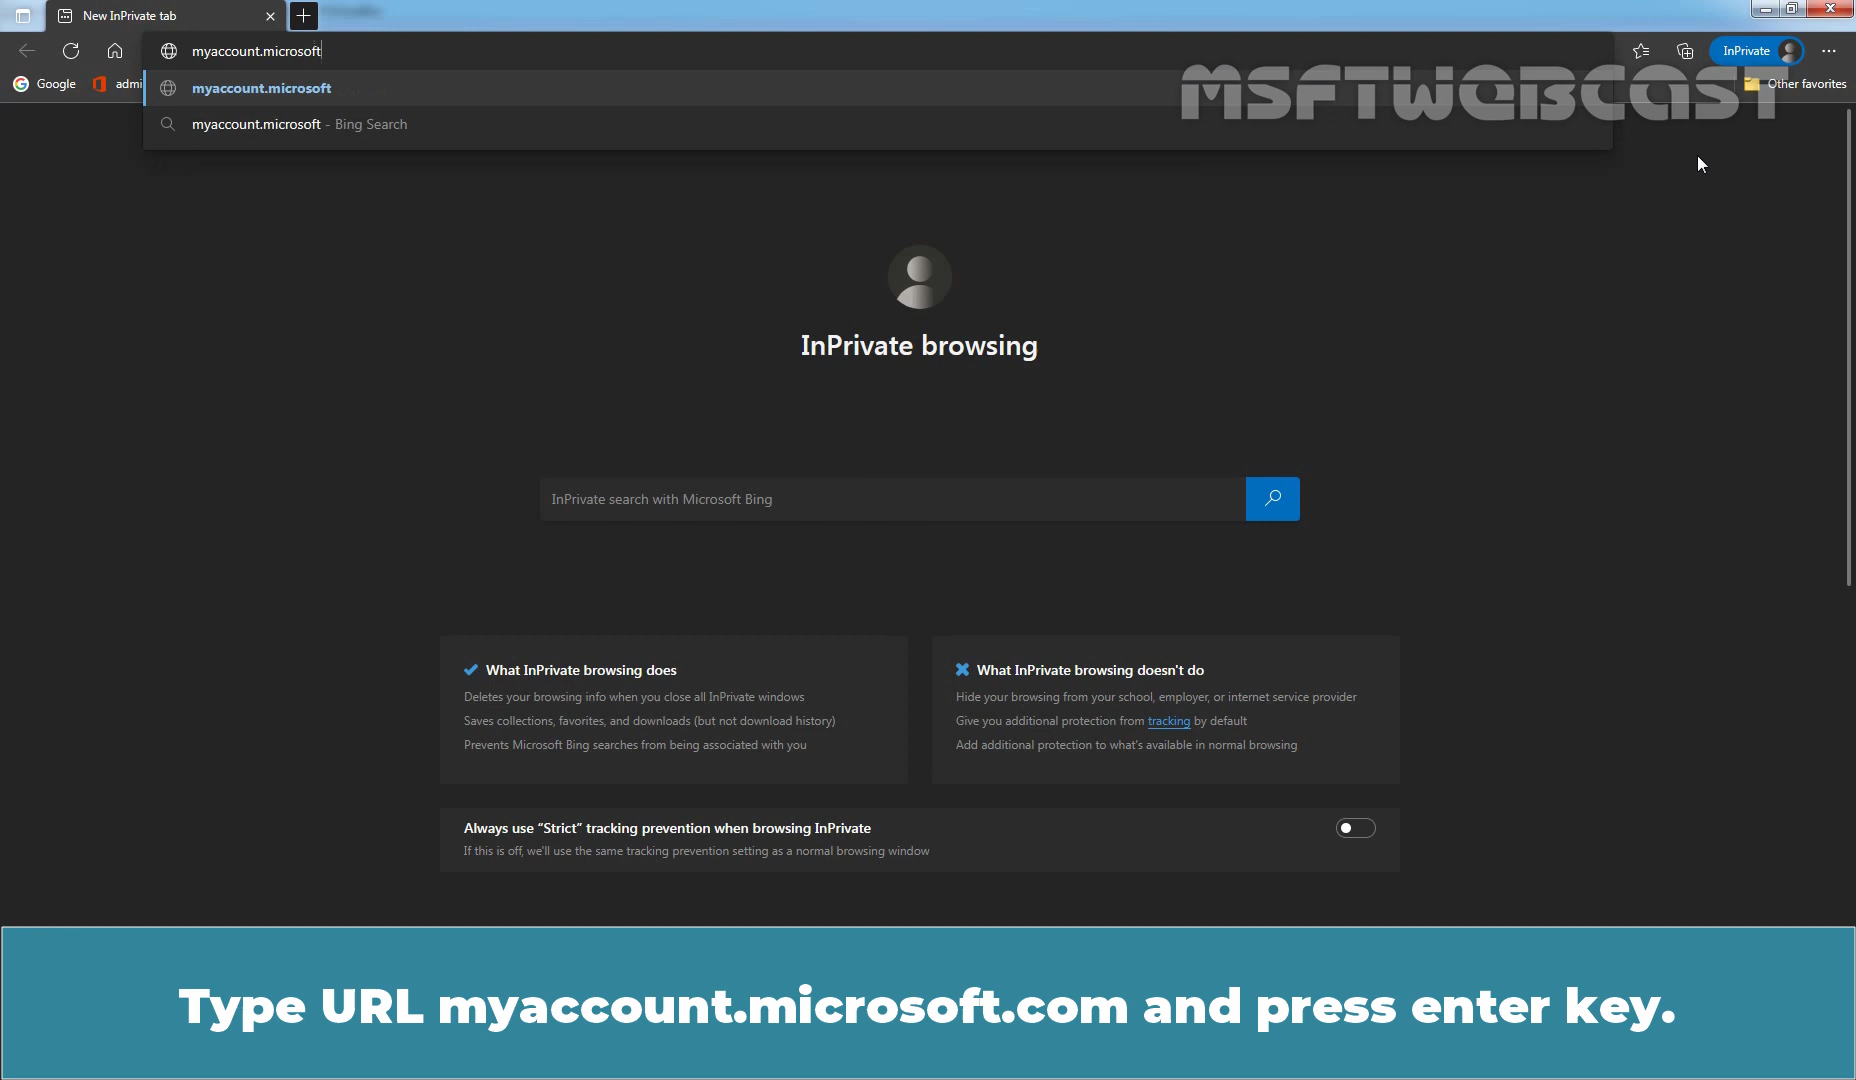 New InPrivate tab
myaccount.microsoft
InPrivate
Google
admi
myaccount.microsoft
MSFTWEBCAST
Other favorites
myaccount.microsoft - Bing Search
InPrivate browsing
InPrivate search with Microsoft Bing
What InPrivate browsing does
Deletes your browsing info when you close all InPrivate windows
Saves collections, favorites, and downloads (but not download history)
Prevents Microsoft Bing searches from being associated with you
What InPrivate browsing doesn't do
Hide your browsing from your school, employer, or internet service provider
Give you additional protection from tracking by default
Add additional protection to what's available in normal browsing
Always use “Strict” tracking prevention when browsing InPrivate
If this is off, we'll use the same tracking prevention setting as a normal browsing window
Type URL myaccount.microsoft.com and press enter key.